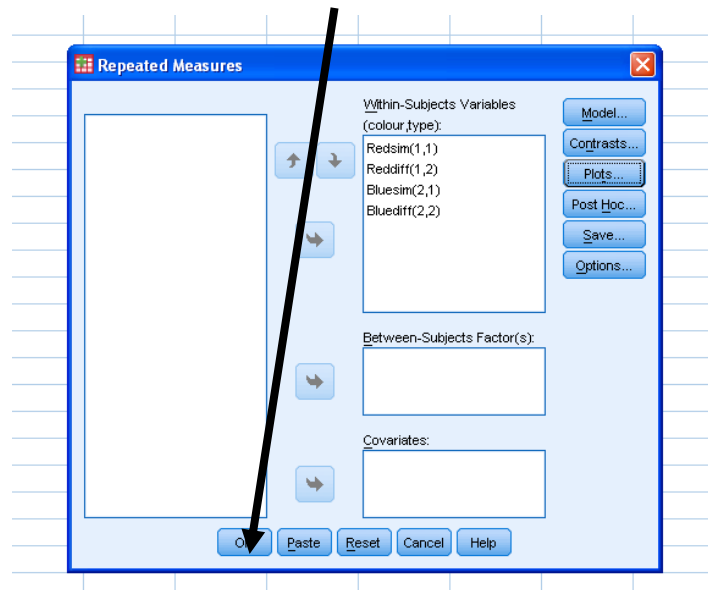 Repeated Measures
Within-Subjects Variables
(colour,type):
Redsim(1,1)
Reddiff(1,2)
Bluesim(2,1)
Bluediff(2,2)
Model...
Contrasts...
Plots...
Post Hoc...
Save...
Options...
Between-Subjects Factor(s):
Covariates:
Paste
Reset
Cancel
Help